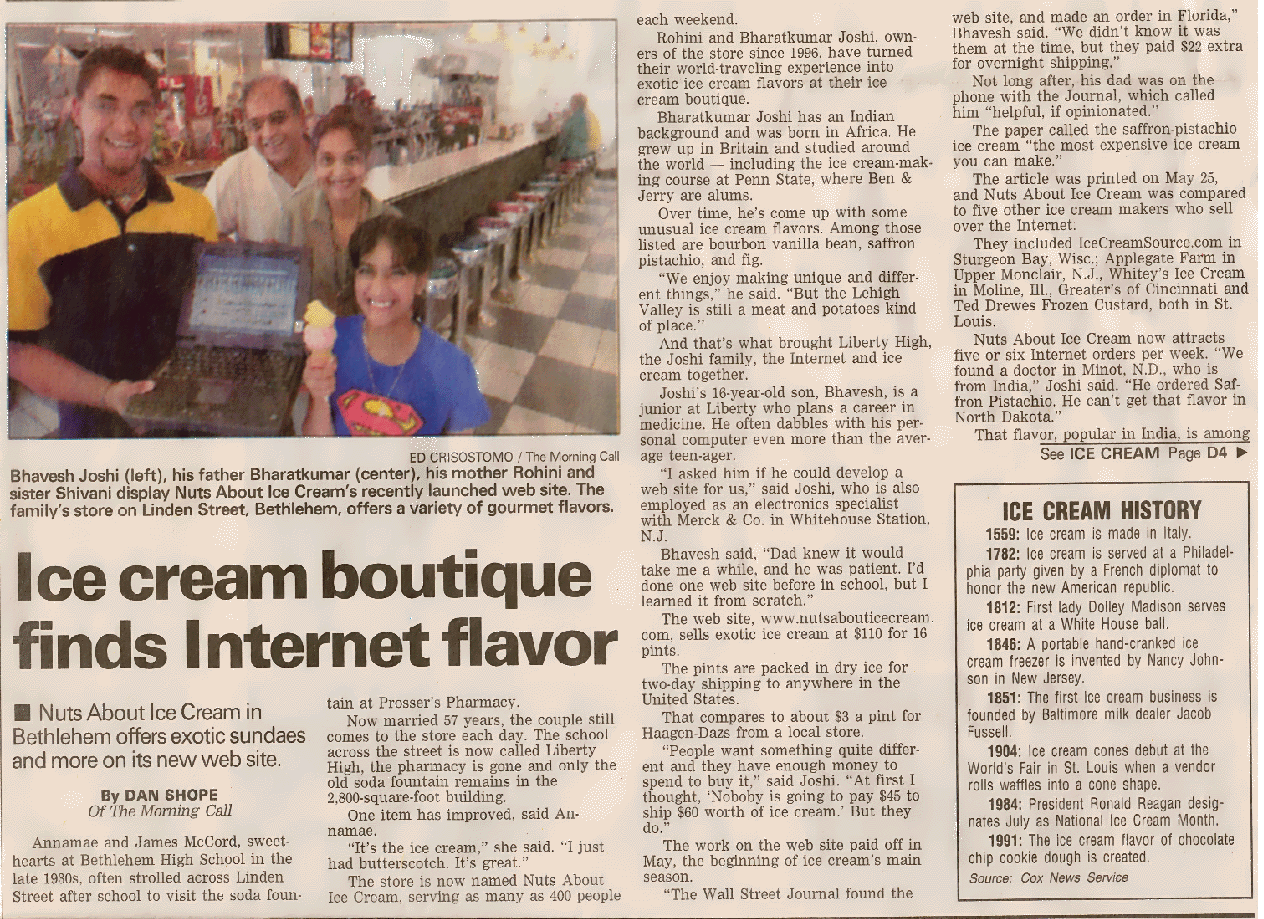 ED CRISOSTOMO / The Morning Call
Bhavesh Joshi (left), his father Bharatkumar (center), his mother Rohini and
sister Shivani display Nuts About Ice Cream's recently launched web site. The
family's store on Linden Street, Bethlehem, offers a variety of gourmet flavors.
Ice cream boutique
finds Internet flavor
■ Nuts About Ice Cream in
Bethlehem offers exotic sundaes
and more on its new web site.
By DAN SHOPE
Of The Morning Call
Annamae and James McCord, sweet-
hearts at Bethlehem High School in the
late 1930s, often strolled across Linden
Street after school to visit the soda foun-
tain at Prosser's Pharmacy.
Now married 57 years, the couple still
comes to the store each day. The school
across the street is now called Liberty
High, the pharmacy is gone and only the
old soda fountain remains in the
2,800-square-foot building.
One item has improved, said An-
namae.
"It's the ice cream," she said. "I just
had butterscotch. It's great."
The store is now named Nuts About
Ice Cream, serving as many as 400 people
each weekend.
Rohini and Bharatkumar Joshi, own-
ers of the store since 1996, have turned
their world-traveling experience into
exotic ice cream flavors at their ice
cream boutique.
Bharatkumar Joshi has an Indian
background and was born in Africa. He
grew up in Britain and studied around
the world — including the ice cream-mak-
ing course at Penn State, where Ben &
Jerry are alums.
Over time, he's come up with some
unusual ice cream flavors. Among those
listed are bourbon vanilla bean, saffron
pistachio, and fig.
"We enjoy making unique and differ-
ent things," he said. "But the Lehigh
Valley is still a meat and potatoes kind
of place."
And that's what brought Liberty High,
the Joshi family, the Internet and ice
cream together.
Joshi's 16-year-old son, Bhavesh, is a
junior at Liberty who plans a career in
medicine. He often dabbles with his per-
sonal computer even more than the aver-
age teen-ager.
"I asked him if he could develop a
web site for us," said Joshi, who is also
employed as an electronics specialist
with Merck & Co. in Whitehouse Station,
N.J.
Bhavesh said, "Dad knew it would
take me a while, and he was patient. I'd
done one web site before in school, but I
learned it from scratch."
The web site, www.nutsabouticecream.
com, sells exotic ice cream at $110 for 16
pints.
The pints are packed in dry ice for
two-day shipping to anywhere in the
United States.
That compares to about $3 a pint for
Haagen-Dazs from a local store.
"People want something quite differ-
ent and they have enough money to
spend to buy it," said Joshi. "At first I
thought, 'Noboby is going to pay $45 to
ship $60 worth of ice cream.' But they
do."
The work on the web site paid off in
May, the beginning of ice cream's main
season.
"The Wall Street Journal found the
web site, and made an order in Florida,"
Bhavesh said. "We didn't know it was
them at the time, but they paid $22 extra
for overnight shipping."
Not long after, his dad was on the
phone with the Journal, which called
him "helpful, if opinionated."
The paper called the saffron-pistachio
ice cream "the most expensive ice cream
you can make."
The article was printed on May 25,
and Nuts About Ice Cream was compared
to five other ice cream makers who sell
over the Internet:
They included IceCreamSource.com in
Sturgeon Bay, Wisc.; Applegate Farm in
Upper Monclair, N.J., Whitey's Ice Cream
in Moline, Ill., Greater's of Cincinnati and
Ted Drewes Frozen Custard, both in St.
Louis.
Nuts About Ice Cream now attracts
five or six Internet orders per week. "We
found a doctor in Minot, N.D., who is
from India," Joshi said. "He ordered Saf-
fron Pistachio. He can't get that flavor in
North Dakota."
That flavor, popular in India, is among
See ICE CREAM Page D4 ▶
ICE CREAM HISTORY
1559: Ice cream is made in Italy.
1782: Ice cream is served at a Philadel-
phia party given by a French diplomat to
honor the new American republic.
1812: First lady Dolley Madison serves
ice cream at a White House ball.
1846: A portable hand-cranked ice
cream freezer is invented by Nancy John-
son in New Jersey.
1851: The first Ice cream business is
founded by Baltimore milk dealer Jacob
Fussell.
1904: Ice cream cones debut at the
World's Fair in St. Louis when a vendor
rolls waffles into a cone shape.
1984: President Ronald Reagan desig-
nates July as National Ice Cream Month.
1991: The ice cream flavor of chocolate
chip cookie dough is created.
Source: Cox News Service